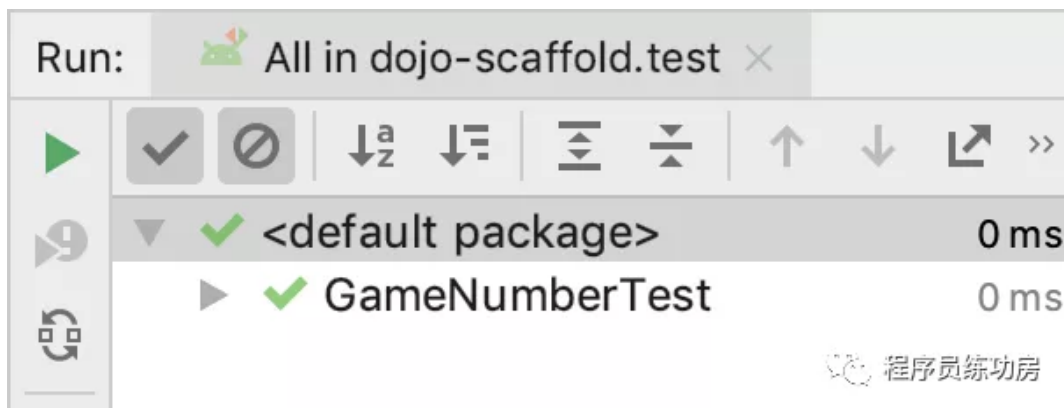 Run: All in dojo-scaffold.test
<default package> 0 ms
GameNumberTest 0 ms
程序员练功房